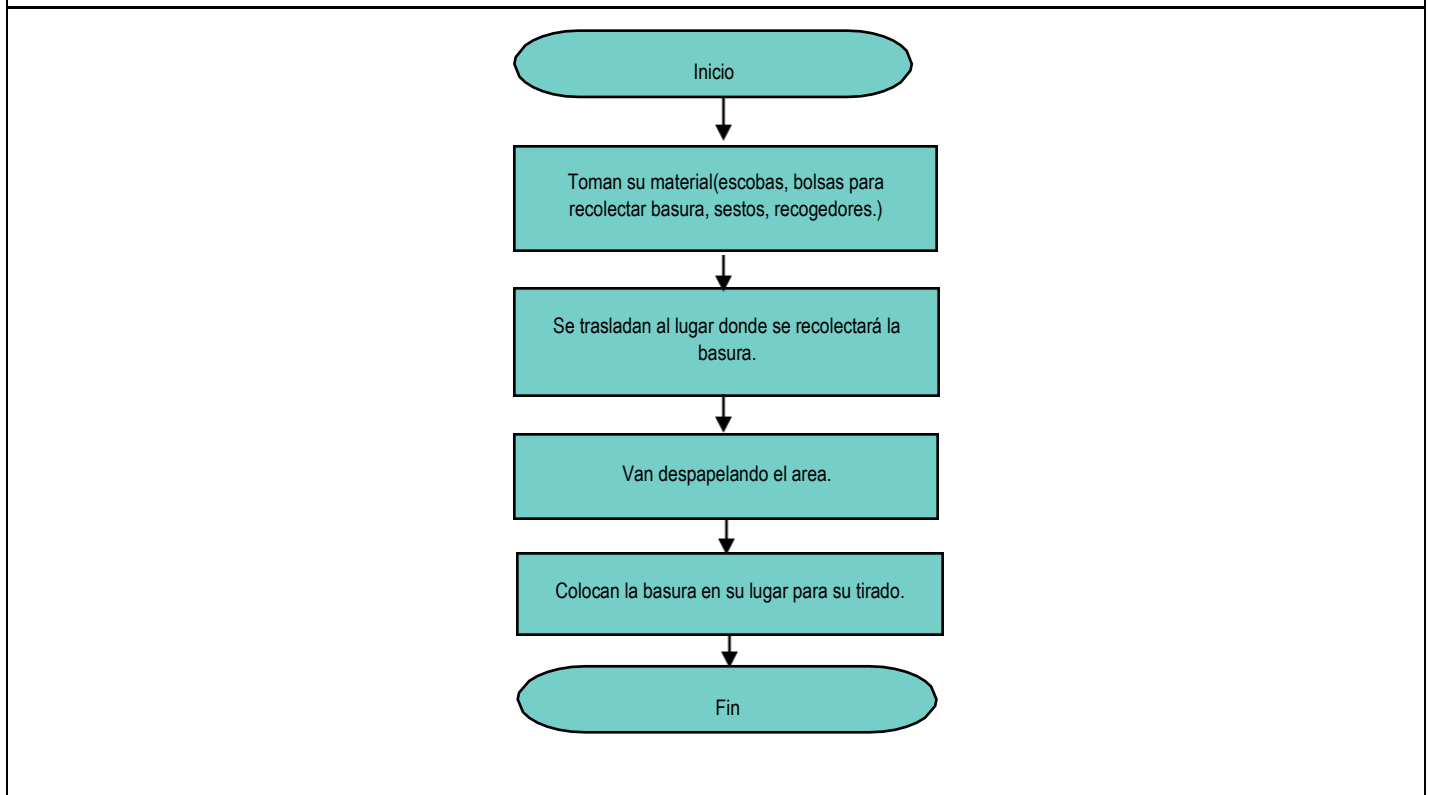 Inicio
Toman su material(escobas, bolsas para
recolectar basura, sestos, recogedores.)
Se trasladan al lugar donde se recolectará la
basura.
Van despapelando el area.
Colocan la basura en su lugar para su tirado.
Fin